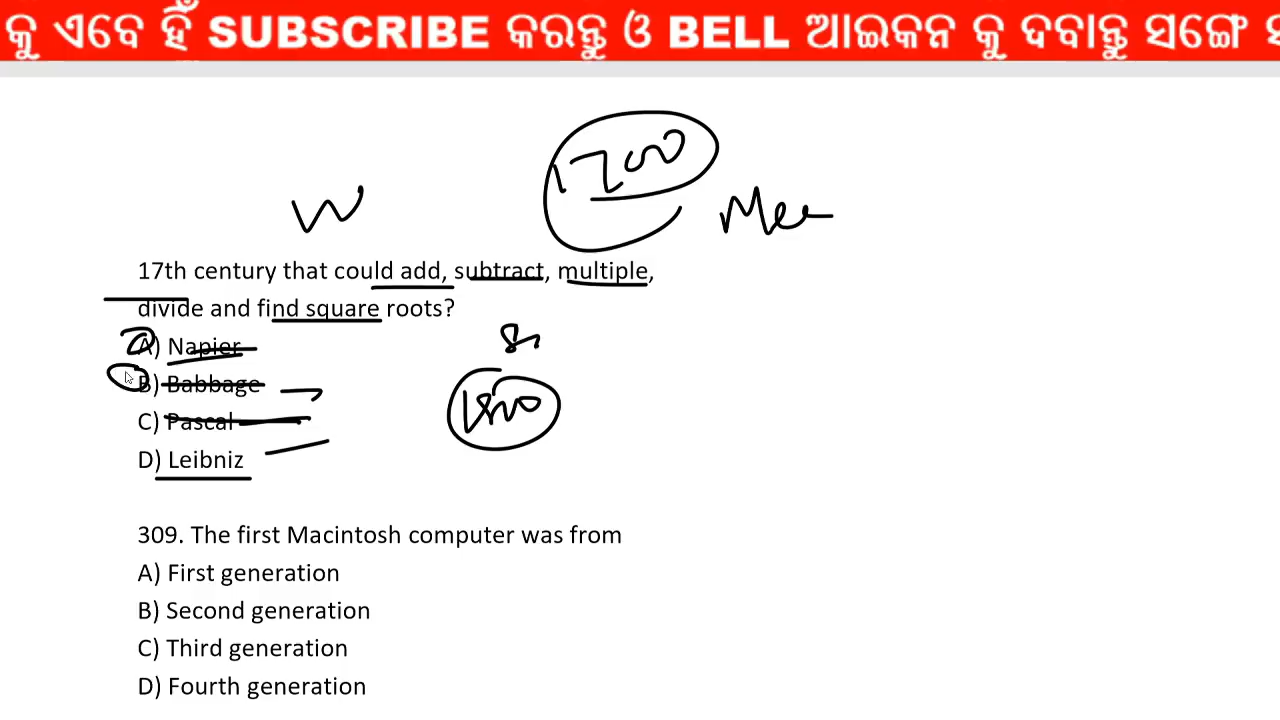 କୁ ଏବେ ହିଁ SUBSCRIBE କରନ୍ତୁ ଓ BELL ଆଇକନ କୁ ଦବାନ୍ତୁ ସଙ୍ଗେ
1700
W Mee
17th century that could add, subtract, multiple,
divide and find square roots?
A) Napier
B) Babbage
C) Pascal
D) Leibniz
309. The first Macintosh computer was from
A) First generation
B) Second generation
C) Third generation
D) Fourth generation